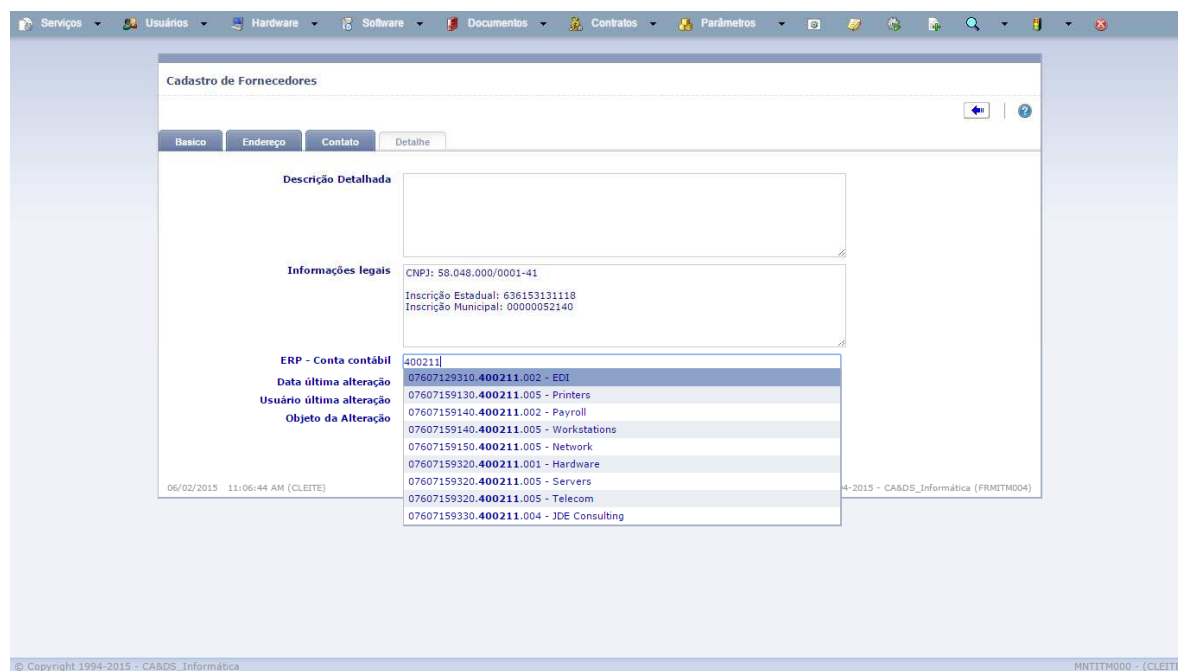 Serviços Usuários Hardware Software Documentos Contratos Parâmetros
Cadastro de Fornecedores
Basico Endereço Contato Detalhe
Descrição Detalhada
Informações legais
CNPJ: 58.048.000/0001-41
Inscrição Estadual: 636153131118
Inscrição Municipal: 00000052140
ERP - Conta contábil 400211
Data última alteração
Usuário última alteração
Objeto da Alteração
07607129310.400211.002 - EDI
07607159130.400211.005 - Printers
07607159140.400211.002 - Payroll
07607159140.400211.005 - Workstations
07607159150.400211.005 - Network
07607159320.400211.001 - Hardware
07607159320.400211.005 - Servers
07607159320.400211.005 - Telecom
07607159330.400211.004 - JDE Consulting
06/02/2015 11:06:44 AM (CLEITE) 4-2015 - CA&DS_Informática (FRMITM004)
© Copyright 1994-2015 - CA&DS_Informática MNTITM000 - (CLEITE